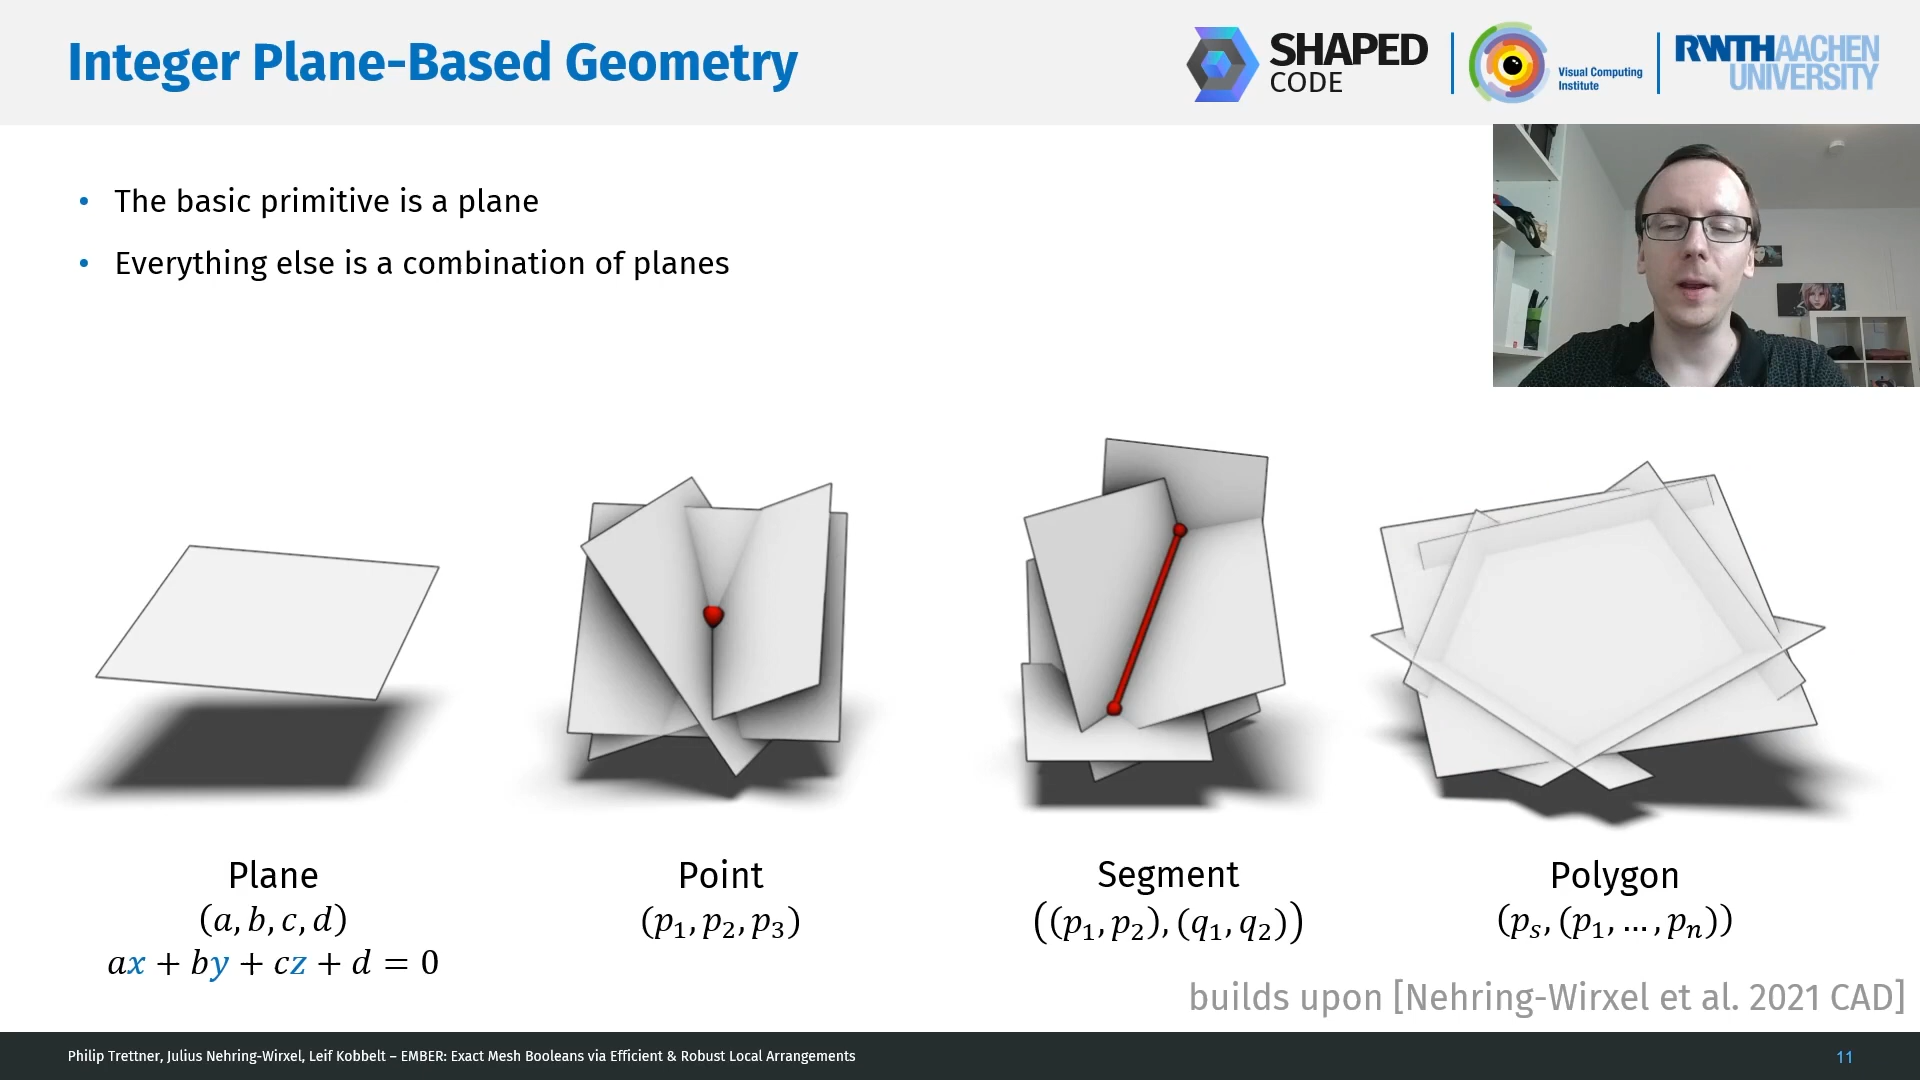 Integer Plane-Based Geometry
SHAPED
CODE
Visual Computing
Institute
RWTHAACHEN
UNIVERSITY
• The basic primitive is a plane
• Everything else is a combination of planes
Plane
(a, b, c, d)
ax + by + cz + d = 0
Point
(p₁, p₂, p₃)
Segment
((p₁, p₂), (q₁, q₂))
Polygon
(pₛ, (p₁, … , pₙ))
builds upon [Nehring-Wirxel et al. 2021 CAD]
Philip Trettner, Julius Nehring-Wirxel, Leif Kobbelt – EMBER: Exact Mesh Booleans via Efficient & Robust Local Arrangements
11